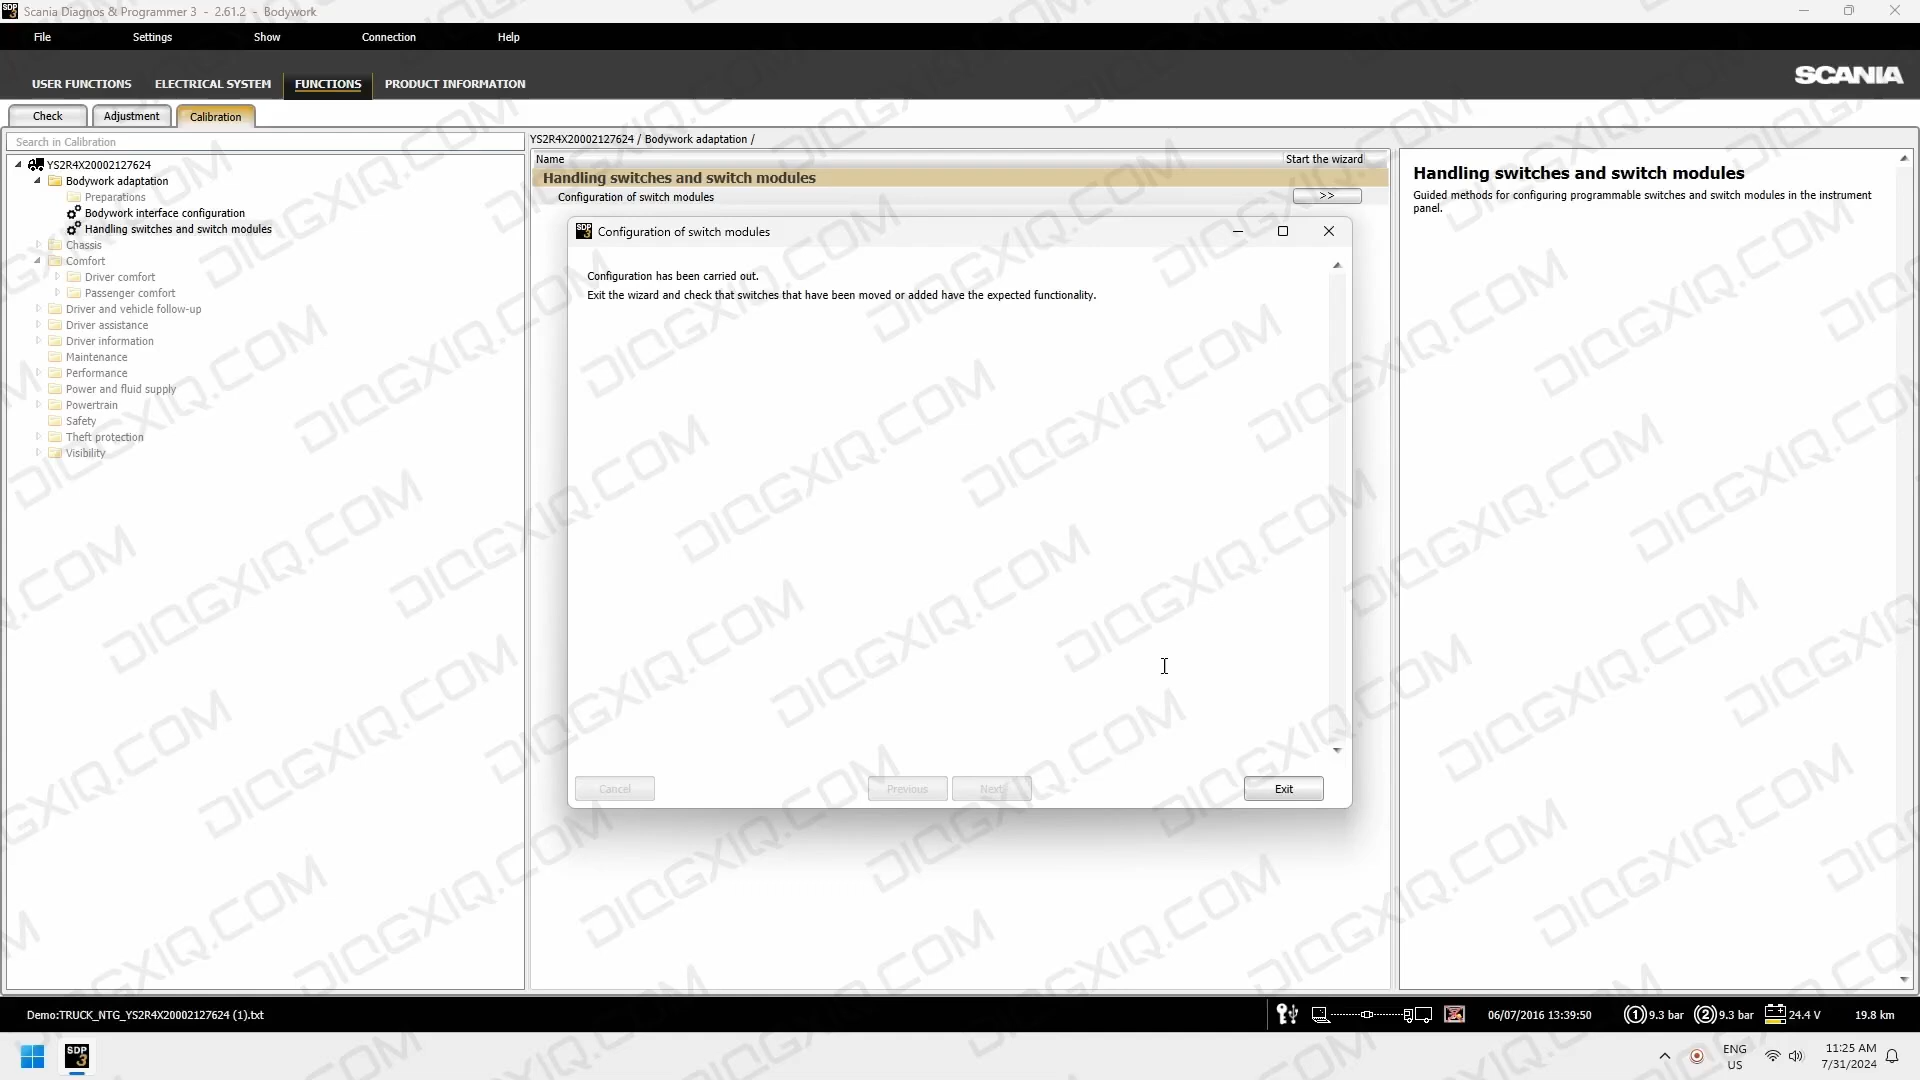 Scania Diagnos & Programmer 3 - 2.61.2 - Bodywork
File Settings Show Connection Help
USER FUNCTIONS ELECTRICAL SYSTEM FUNCTIONS PRODUCT INFORMATION
SCANIA
Check Adjustment Calibration
Search in Calibration
YS2R4X20002127624
Bodywork adaptation
Preparations
Bodywork interface configuration
Handling switches and switch modules
Chassis
Comfort
Driver comfort
Passenger comfort
Driver and vehicle follow-up
Driver assistance
Driver information
Maintenance
Performance
Power and fluid supply
Powertrain
Safety
Theft protection
Visibility
YS2R4X20002127624 / Bodywork adaptation /
Name Start the wizard
Handling switches and switch modules
Configuration of switch modules >>
SDP 3 Configuration of switch modules
Configuration has been carried out.
Exit the wizard and check that switches that have been moved or added have the expected functionality.
Cancel Previous Next Exit
Handling switches and switch modules
Guided methods for configuring programmable switches and switch modules in the instrument
panel.
Demo:TRUCK_NTG_YS2R4X20002127624 (1).txt
06/07/2016 13:39:50 1 9.3 bar 2 9.3 bar 24.4 V 19.8 km
SDP 3
ENG
US
11:25 AM
7/31/2024
DIAGXIQ.COM